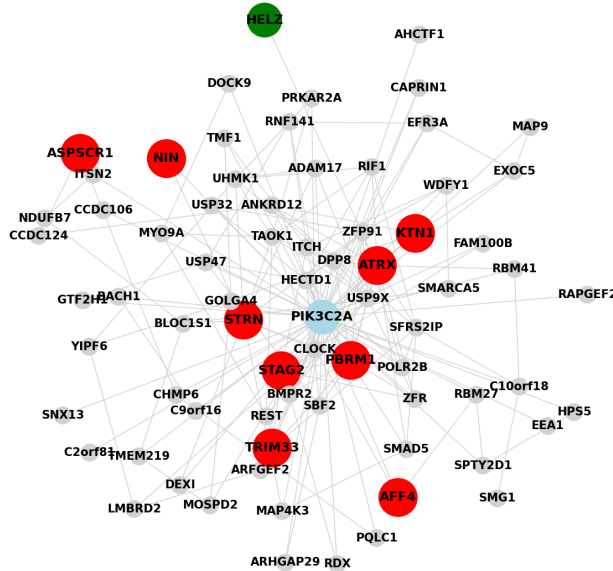 HELZ
AHCTF1
DOCK9
CAPRIN1
PRKAR2A
RNF141
EFR3A
MAP9
TMF1
ASPSCR1
NIN
ADAM17
RIF1
EXOC5
ITSN2
UHMK1
WDFY1
NDUFB7
CCDC106
USP32
ANKRD12
CCDC124
MYO9A
TAOK1
ZFP91
KTN1
ITCH
FAM100B
USP47
DPP8
ATRX
RBM41
HECTD1
SMARCA5
RAPGEF2
GTF2H1
BACH1
GOLGA4
USP9X
BLOC1S1
STRN
PIK3C2A
SFRS2IP
YIPF6
CLOCK
STAG2
PBRM1
POLR2B
CHMP6
BMPR2
ZFR
RBM27
C10orf18
SNX13
C9orf16
REST
SBF2
HPS5
EEA1
C2orf81
TMEM219
TRIM33
SMAD5
ARFGEF2
SPTY2D1
DEXI
LMBRD2
MOSPD2
MAP4K3
AFF4
SMG1
PQLC1
ARHGAP29
RDX